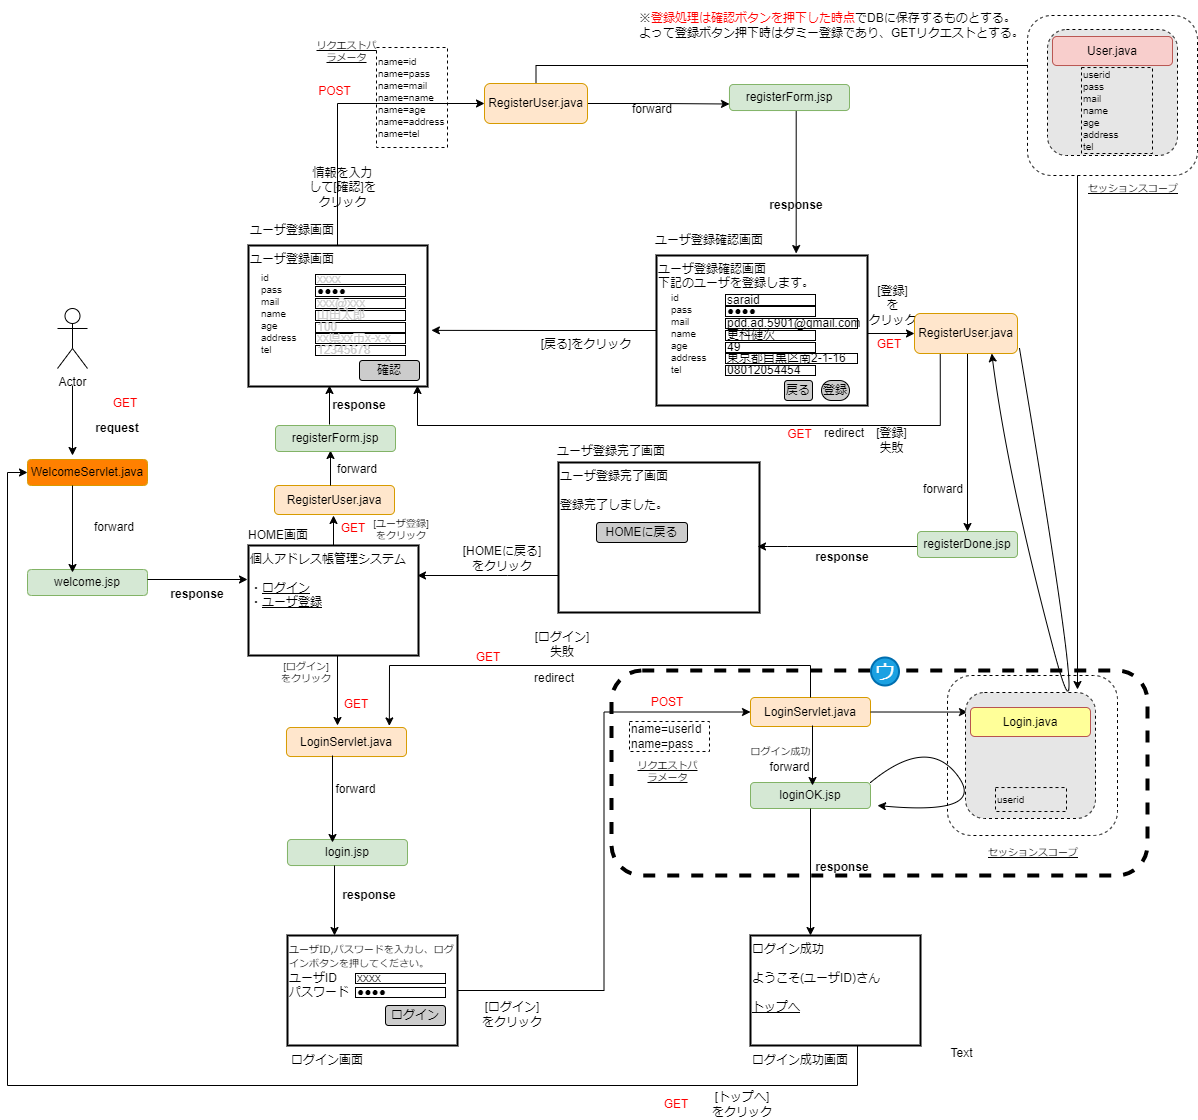 ※登録処理は確認ボタンを押下した時点でDBに保存するものとする。
よって登録ボタン押下時はダミー登録であり、GETリクエストとする。
リクエストパ
ラメータ
name=id
name=pass
name=mail
name=name
name=age
name=address
name=tel
POST
RegisterUser.java
forward
registerForm.jsp
User.java
userid
pass
mail
name
age
address
tel
セッションスコープ
情報を入力
して[確認]を
クリック
response
ユーザ登録画面
ユーザ登録画面
id xxxx
pass ●●●●
mail xxx@xxx
name 山田太郎
age 100
address xx県xx市x-x-x
tel 12345678
確認
ユーザ登録確認画面
ユーザ登録確認画面
下記のユーザを登録します。
id saraid
pass ●●●●
mail pdd.ad.5901@gmail.com
name 更科健次
age 49
address 東京都目黒区南2-1-16
tel 08012054454
戻る 登録
[戻る]をクリック
[登録]
を
クリック
GET
RegisterUser.java
Actor
GET
request
response
registerForm.jsp
forward
RegisterUser.java
GET
[ユーザ登録]
をクリック
GET redirect
[登録]
失敗
WelcomeServlet.java
forward
welcome.jsp
response
HOME画面
個人アドレス帳管理システム
・ログイン
・ユーザ登録
ユーザ登録完了画面
ユーザ登録完了画面
登録完了しました。
HOMEに戻る
[HOMEに戻る]
をクリック
forward
registerDone.jsp
response
[ログイン]
をクリック
GET
[ログイン]
失敗
GET
redirect
LoginServlet.java
forward
login.jsp
response
ウ
POST
name=userId
name=pass
リクエストパ
ラメータ
LoginServlet.java
ログイン成功
forward
loginOK.jsp
Login.java
userid
セッションスコープ
response
ユーザID,パスワードを入力し、ログ
インボタンを押してください。
ユーザID xxxx
パスワード ●●●●
ログイン
ログイン画面
[ログイン]
をクリック
ログイン成功
ようこそ(ユーザID)さん
トップへ
ログイン成功画面
Text
GET
[トップへ]
をクリック